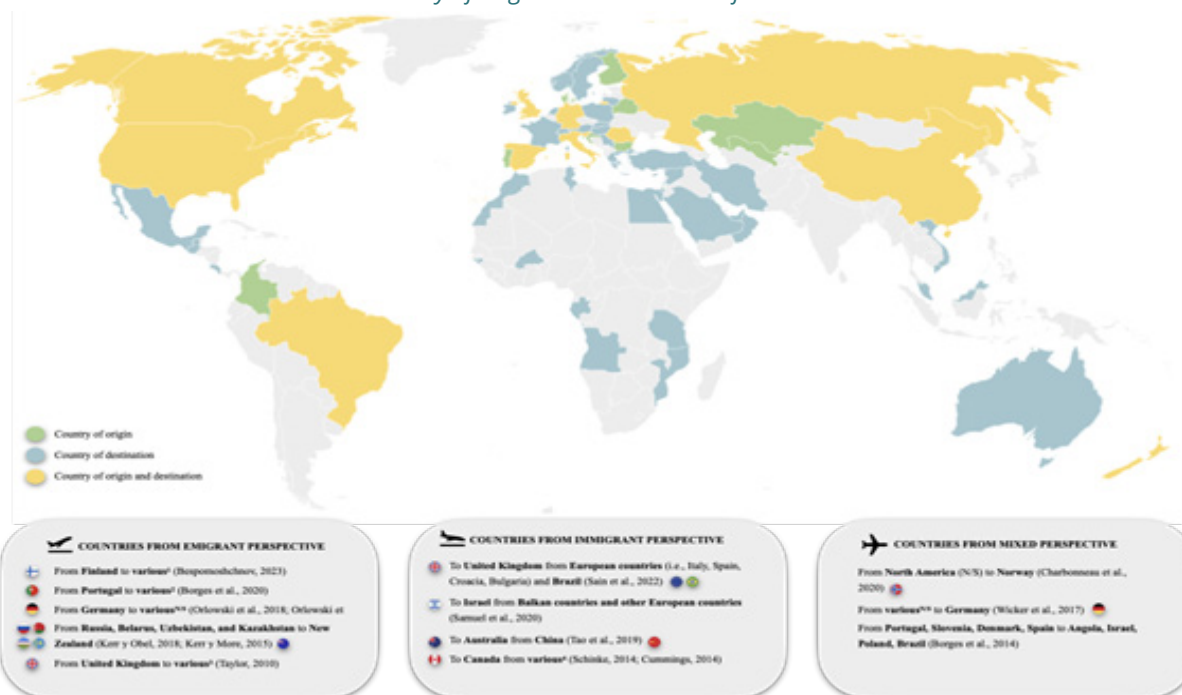 Country of origin
Country of destination
Country of origin and destination
COUNTRIES FROM EMIGRANT PERSPECTIVE
From Finland to various¹ (Bespomoshchnov, 2023)
From Portugal to various² (Borges et al., 2020)
From Germany to various (Orlowski et al., 2018; Orlowski et
From Russia, Belarus, Uzbekistan, and Kazakhstan to New
Zealand (Kerr y Obel, 2018; Kerr y More, 2015)
From United Kingdom to various (Taylor, 2010)
COUNTRIES FROM IMMIGRANT PERSPECTIVE
To United Kingdom from European countries (i.e., Italy, Spain,
Croacia, Bulgaria) and Brazil (Sain et al., 2022)
To Israel from Balkan countries and other European countries
(Samuel et al., 2020)
To Australia from China (Tao et al., 2019)
To Canada from various (Schinke, 2014; Cummings, 2014)
COUNTRIES FROM MIXED PERSPECTIVE
From North America (N/S) to Norway (Charbonneau et al.,
2020)
From various to Germany (Wicker et al., 2017)
From Portugal, Slovenia, Denmark, Spain to Angola, Israel,
Poland, Brazil (Borges et al., 2014)